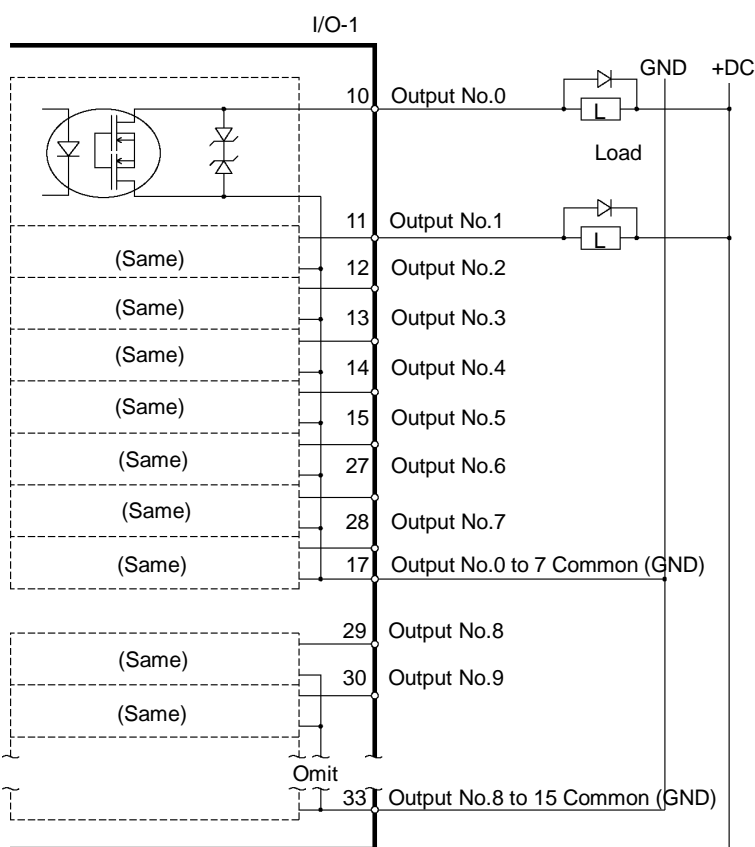 I/O-1
GND +DC
10 Output No.0
L
Load
11 Output No.1
L
(Same)
12 Output No.2
(Same)
13 Output No.3
(Same)
14 Output No.4
(Same)
15 Output No.5
(Same)
27 Output No.6
(Same)
28 Output No.7
(Same)
17 Output No.0 to 7 Common (GND)
29 Output No.8
(Same)
30 Output No.9
(Same)
Omit
33 Output No.8 to 15 Common (GND)